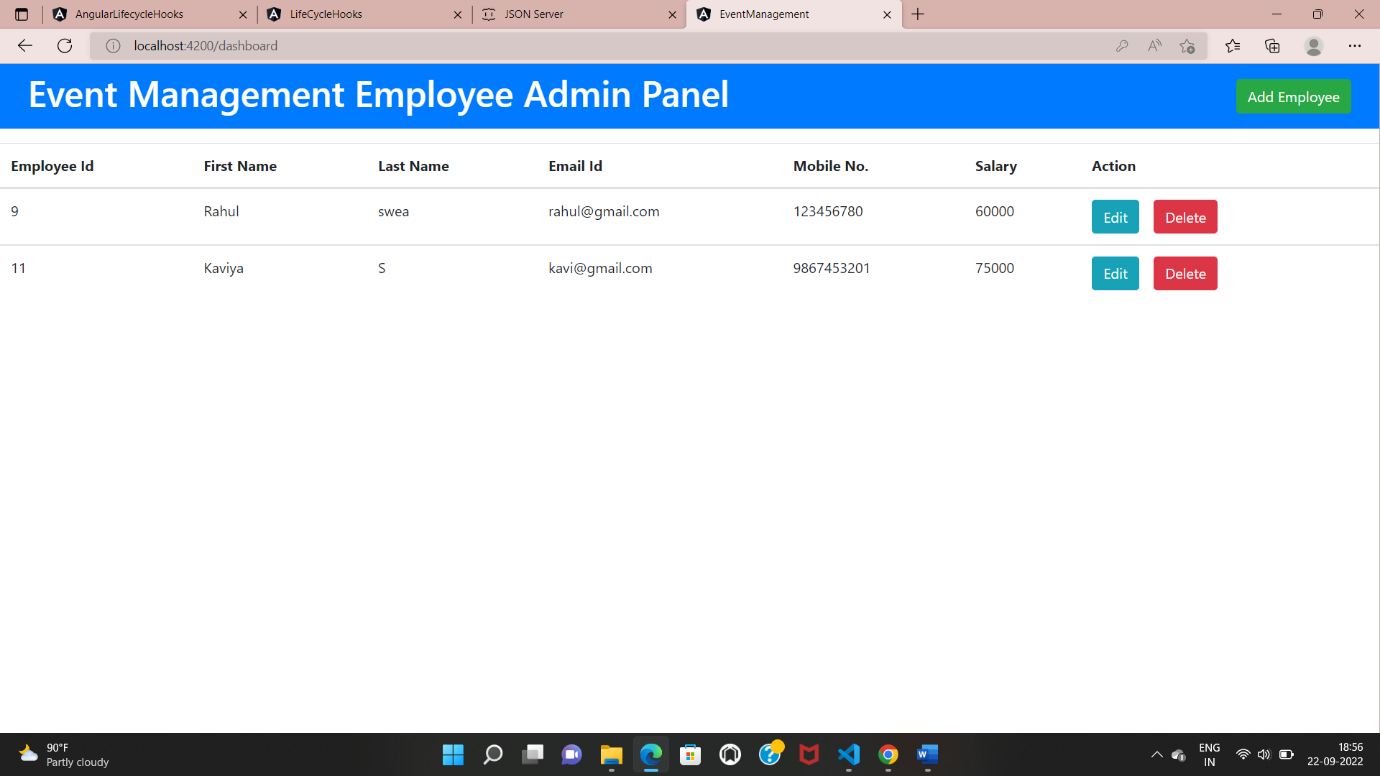 AngularLifecycleHooks LifeCycleHooks JSON Server EventManagement
localhost:4200/dashboard
Event Management Employee Admin Panel Add Employee
Employee Id First Name Last Name Email Id Mobile No. Salary Action
9 Rahul swea rahul@gmail.com 123456780 60000 Edit Delete
11 Kaviya S kavi@gmail.com 9867453201 75000 Edit Delete
90°F
Partly cloudy
ENG
IN
18:56
22-09-2022